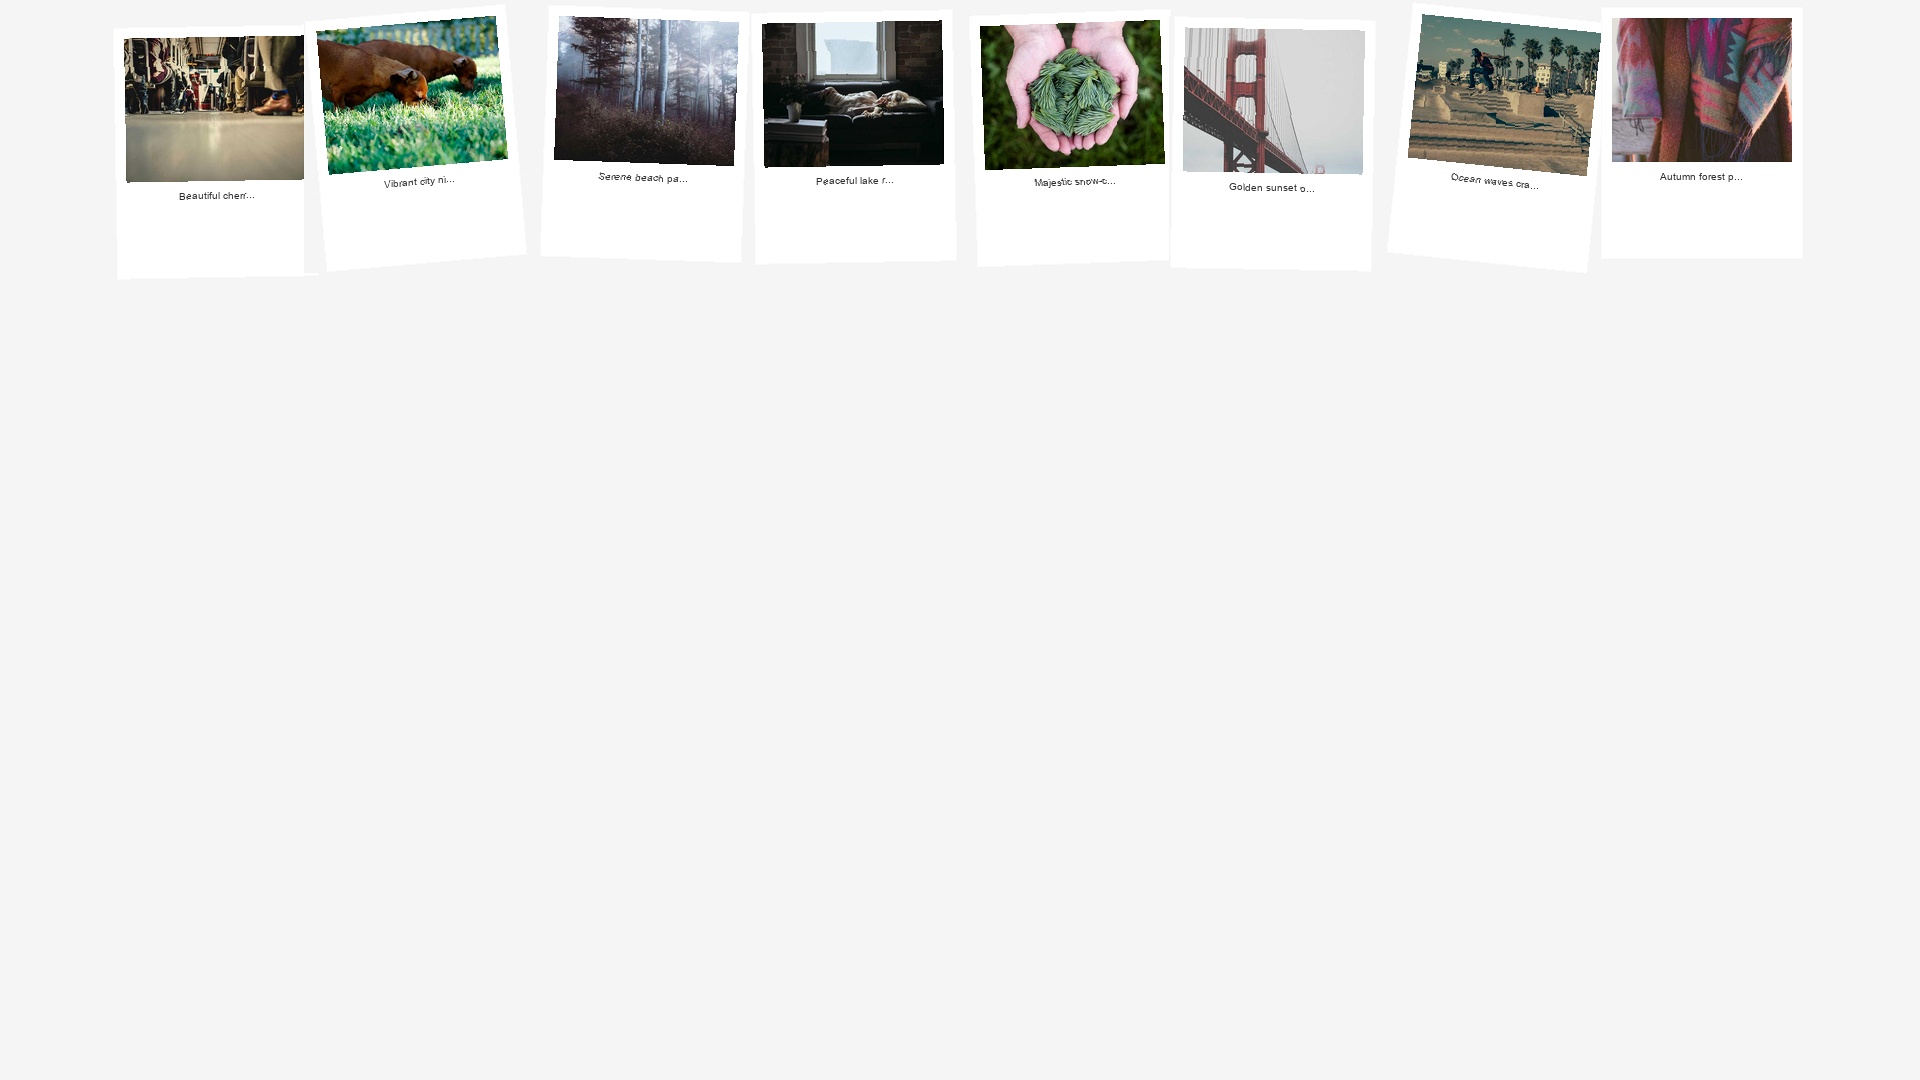 Beautiful cherr...
Vibrant city ni...
Serene beach pa...
Peaceful lake r...
Majestic snow-c...
Golden sunset o...
Ocean waves cra...
Autumn forest p...